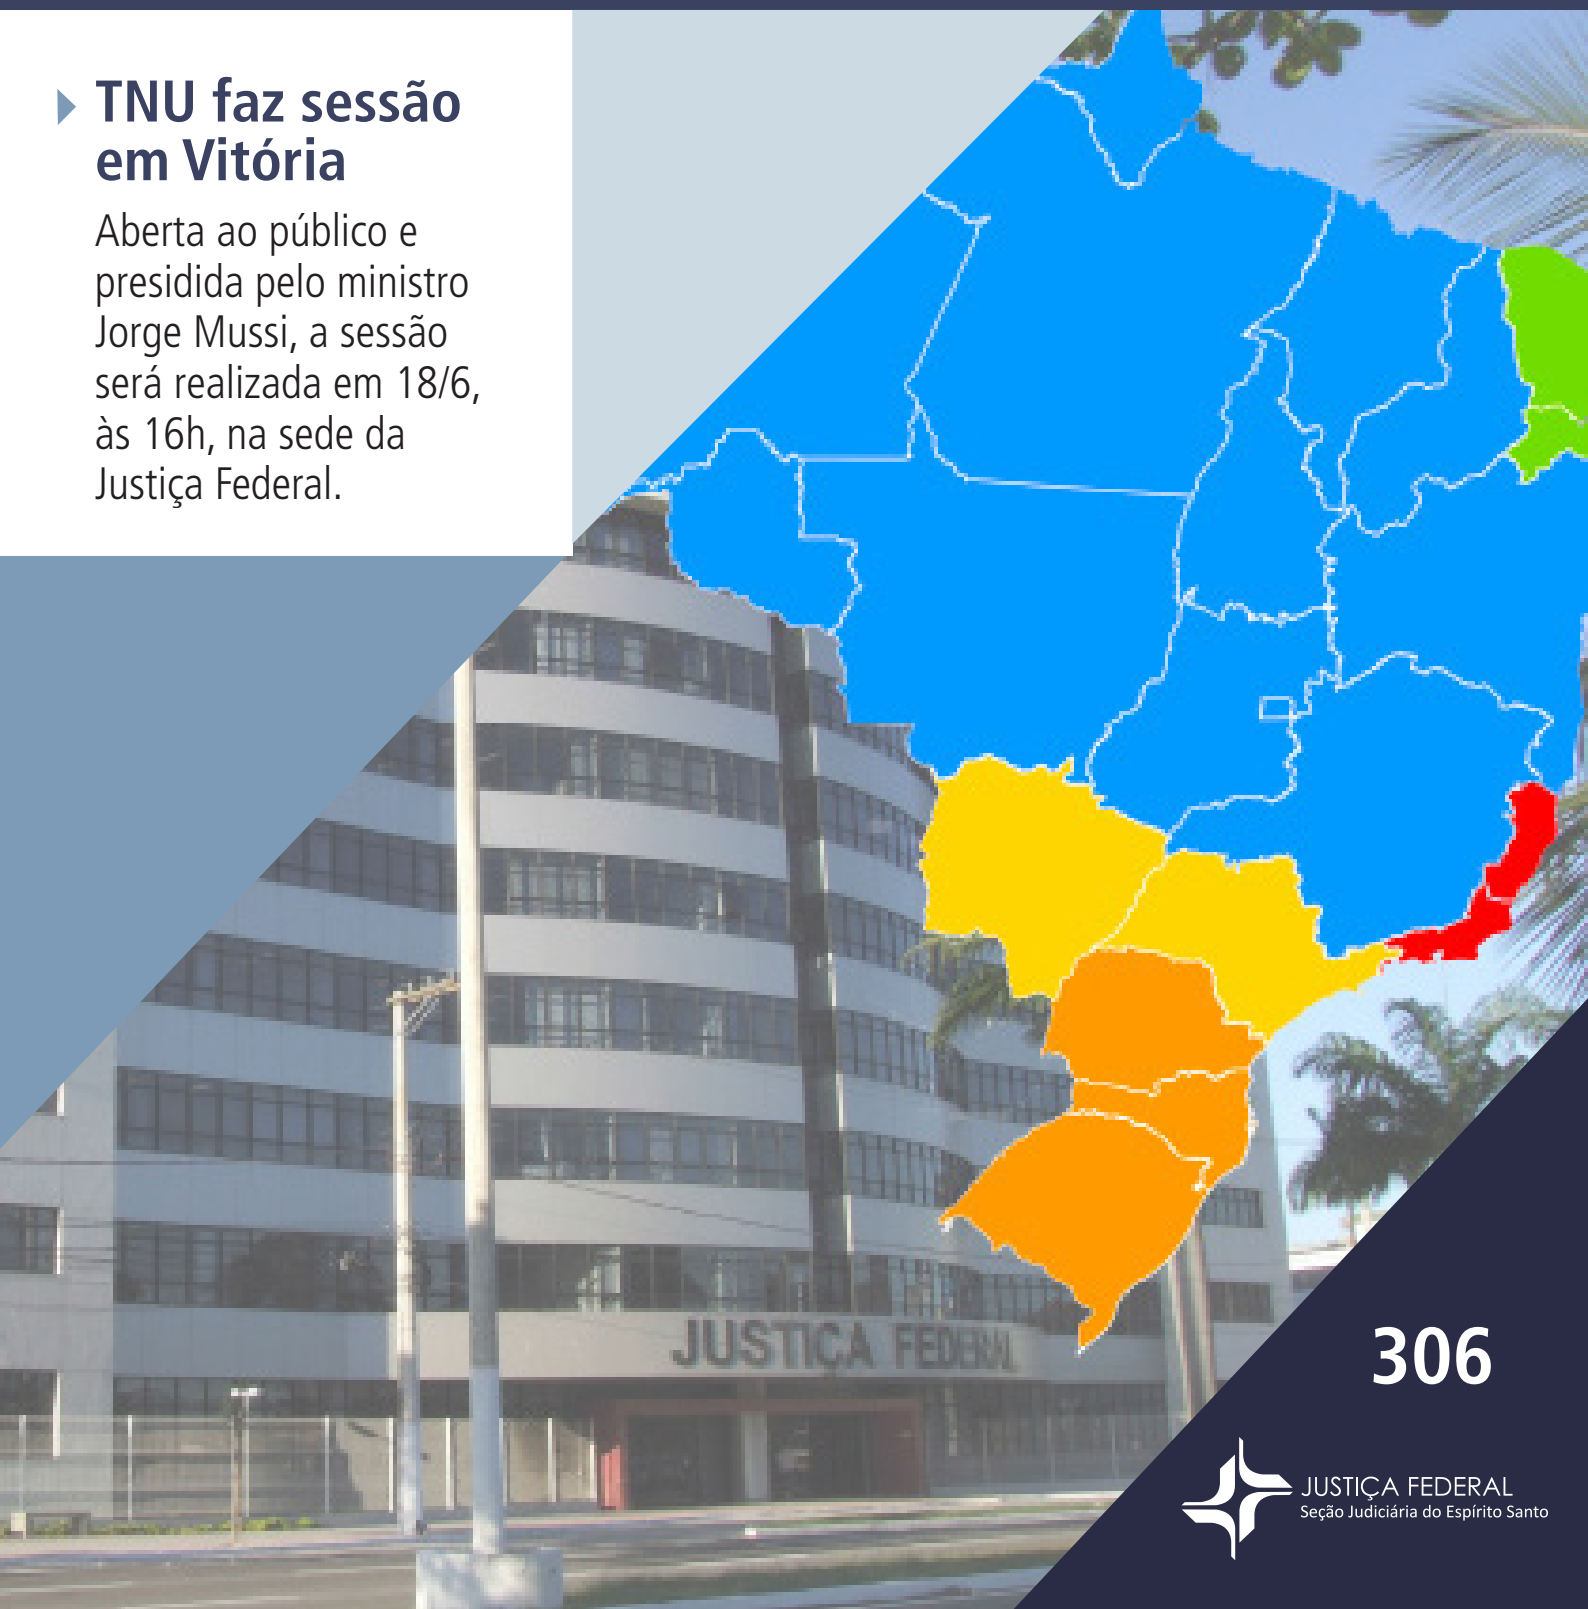 TNU faz sessão
em Vitória
Aberta ao público e
presidida pelo ministro
Jorge Mussi, a sessão
será realizada em 18/6,
às 16h, na sede da
Justiça Federal.
JUSTIÇA FEDERAL
306
JUSTIÇA FEDERAL
Seção Judiciária do Espírito Santo